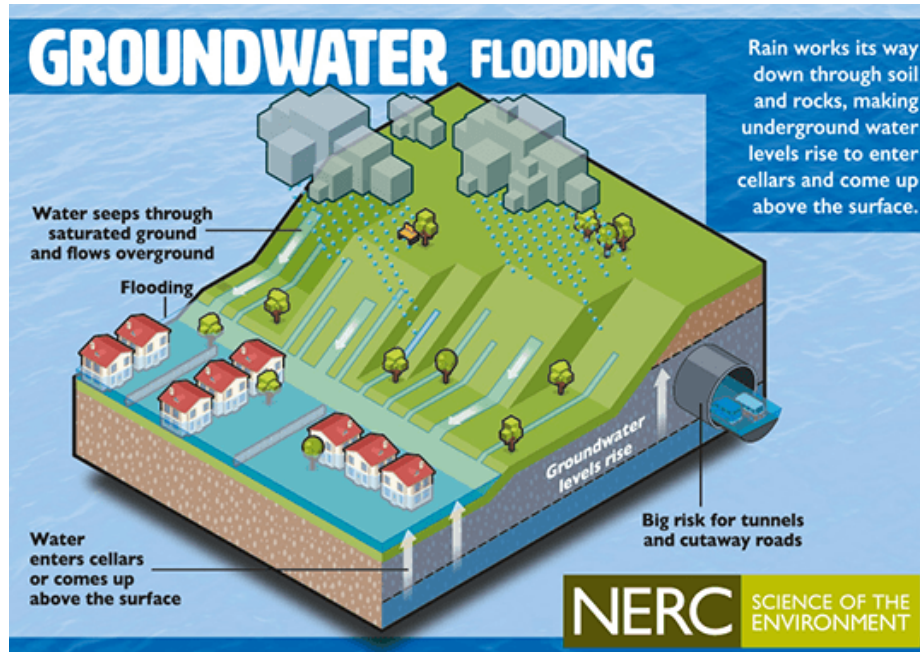 GROUNDWATER FLOODING
Rain works its way
down through soil
and rocks, making
underground water
levels rise to enter
cellars and come up
above the surface.
Water seeps through
saturated ground
and flows overground
Flooding
Groundwater
levels rise
Big risk for tunnels
and cutaway roads
Water
enters cellars
or comes up
above the surface
NERC
SCIENCE OF THE
ENVIRONMENT